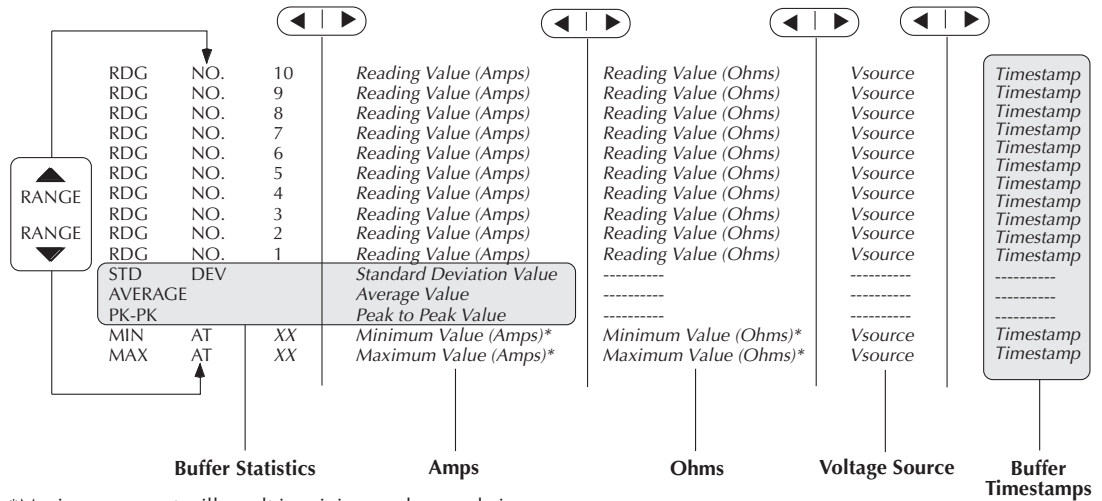 RDG NO. 10 Reading Value (Amps) Reading Value (Ohms) Vsource Timestamp
RDG NO. 9 Reading Value (Amps) Reading Value (Ohms) Vsource Timestamp
RDG NO. 8 Reading Value (Amps) Reading Value (Ohms) Vsource Timestamp
RDG NO. 7 Reading Value (Amps) Reading Value (Ohms) Vsource Timestamp
RDG NO. 6 Reading Value (Amps) Reading Value (Ohms) Vsource Timestamp
RDG NO. 5 Reading Value (Amps) Reading Value (Ohms) Vsource Timestamp
RANGE RDG NO. 4 Reading Value (Amps) Reading Value (Ohms) Vsource Timestamp
RDG NO. 3 Reading Value (Amps) Reading Value (Ohms) Vsource Timestamp
RANGE RDG NO. 2 Reading Value (Amps) Reading Value (Ohms) Vsource Timestamp
RDG NO. 1 Reading Value (Amps) Reading Value (Ohms) Vsource Timestamp
STD DEV Standard Deviation Value ---------- ---------- ----------
AVERAGE Average Value ---------- ---------- ----------
PK-PK Peak to Peak Value ---------- ---------- ----------
MIN AT XX Minimum Value (Amps)* Minimum Value (Ohms)* Vsource Timestamp
MAX AT XX Maximum Value (Amps)* Maximum Value (Ohms)* Vsource Timestamp
Buffer Statistics Amps Ohms Voltage Source Buffer Timestamps